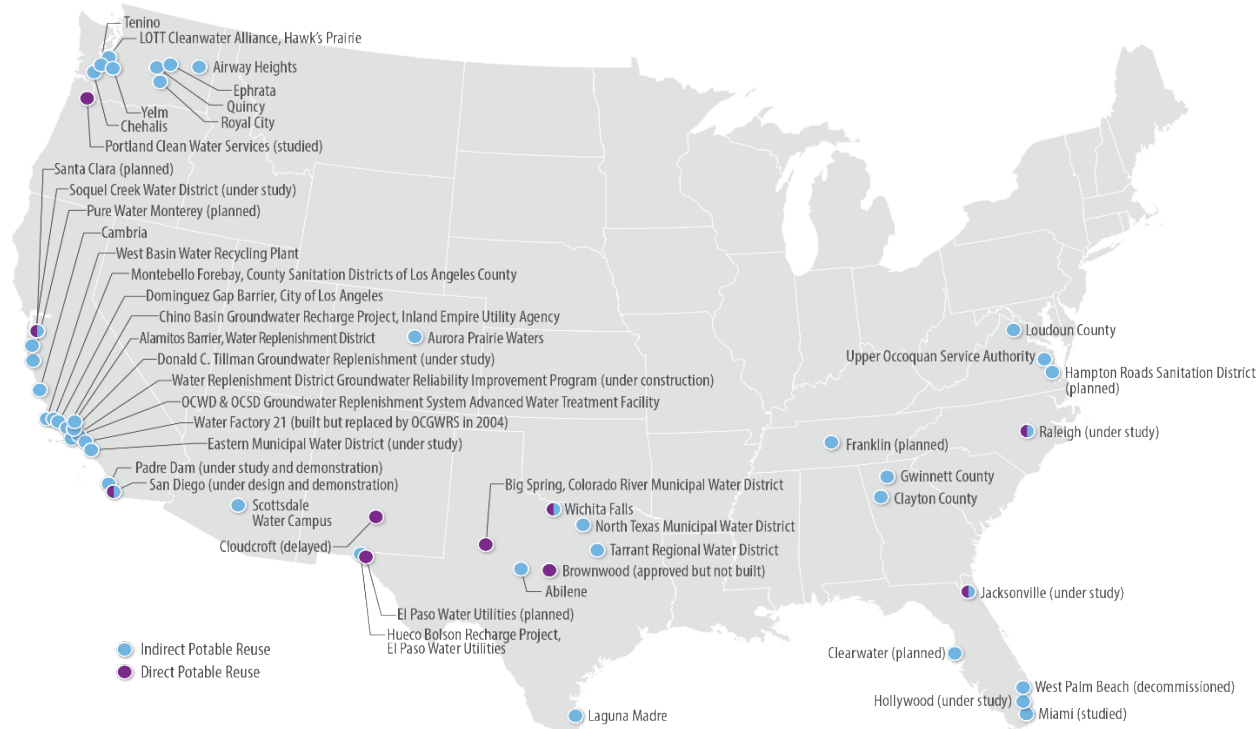 Tenino
LOTT Cleanwater Alliance, Hawk's Prairie
Airway Heights
Ephrata
Quincy
Royal City
Yelm
Chehalis
Portland Clean Water Services (studied)
Santa Clara (planned)
Soquel Creek Water District (under study)
Pure Water Monterey (planned)
Cambria
West Basin Water Recycling Plant
Montebello Forebay, County Sanitation Districts of Los Angeles County
Dominguez Gap Barrier, City of Los Angeles
Chino Basin Groundwater Recharge Project, Inland Empire Utility Agency
Alamitos Barrier, Water Replenishment District
Donald C. Tillman Groundwater Replenishment (under study)
Water Replenishment District Groundwater Reliability Improvement Program (under construction)
OCWD & OCSD Groundwater Replenishment System Advanced Water Treatment Facility
Water Factory 21 (built but replaced by OCGWRS in 2004)
Eastern Municipal Water District (under study)
Padre Dam (under study and demonstration)
San Diego (under design and demonstration)
Scottsdale
Water Campus
Cloudcroft (delayed)
Aurora Prairie Waters
Big Spring, Colorado River Municipal Water District
Wichita Falls
North Texas Municipal Water District
Tarrant Regional Water District
Brownwood (approved but not built)
Abilene
El Paso Water Utilities (planned)
Hueco Bolson Recharge Project,
El Paso Water Utilities
Laguna Madre
Loudoun County
Upper Occoquan Service Authority
Hampton Roads Sanitation District
(planned)
Raleigh (under study)
Franklin (planned)
Gwinnett County
Clayton County
Jacksonville (under study)
Clearwater (planned)
West Palm Beach (decommissioned)
Hollywood (under study)
Miami (studied)
Indirect Potable Reuse
Direct Potable Reuse